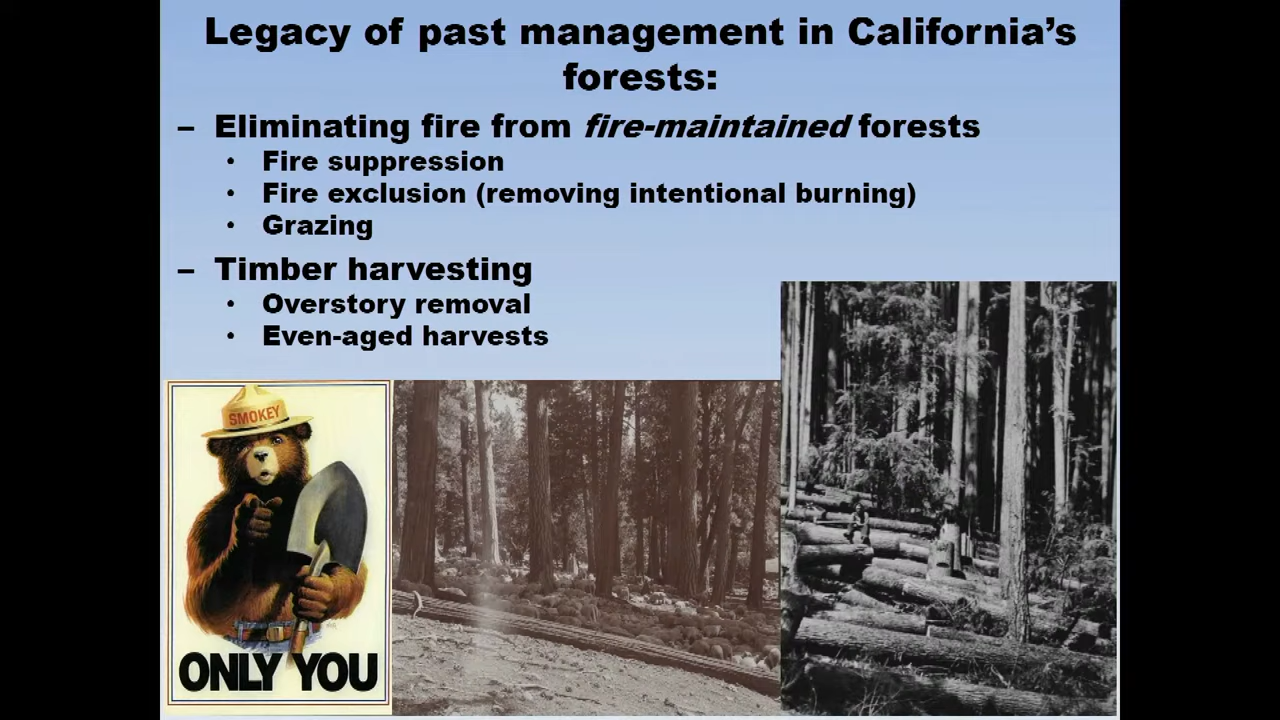 Legacy of past management in California's
forests:
– Eliminating fire from fire-maintained forests
• Fire suppression
• Fire exclusion (removing intentional burning)
• Grazing
– Timber harvesting
• Overstory removal
• Even-aged harvests
SMOKEY
ONLY YOU